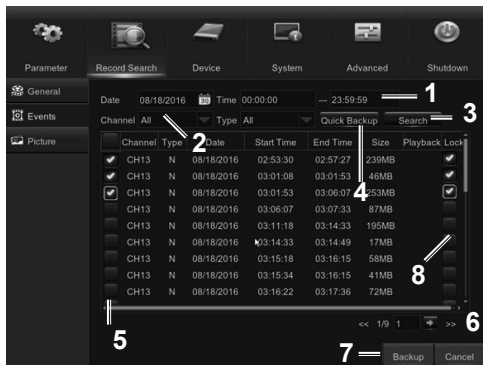 Parameter Record Search Device System Advanced Shutdown
General
Events
Picture
Date 08/18/2016 30 Time 00:00:00 --- 23:59:59 1
Channel All Type All Quick Backup Search 3
2
Channel Type Date Start Time End Time Size Playback Lock
4
CH13 N 08/18/2016 02:53:30 02:57:27 239MB
CH13 N 08/18/2016 03:01:08 03:01:53 46MB
CH13 N 08/18/2016 03:01:53 03:06:07 253MB
CH13 N 08/18/2016 03:06:07 03:07:33 87MB
CH13 N 08/18/2016 03:11:18 03:14:33 195MB
CH13 N 08/18/2016 03:14:33 03:14:49 17MB
CH13 N 08/18/2016 03:15:18 03:16:15 58MB
8
CH13 N 08/18/2016 03:15:34 03:16:15 41MB
CH13 N 08/18/2016 03:16:22 03:17:36 72MB
5
<< 1/9 1 >> 6
7 Backup Cancel